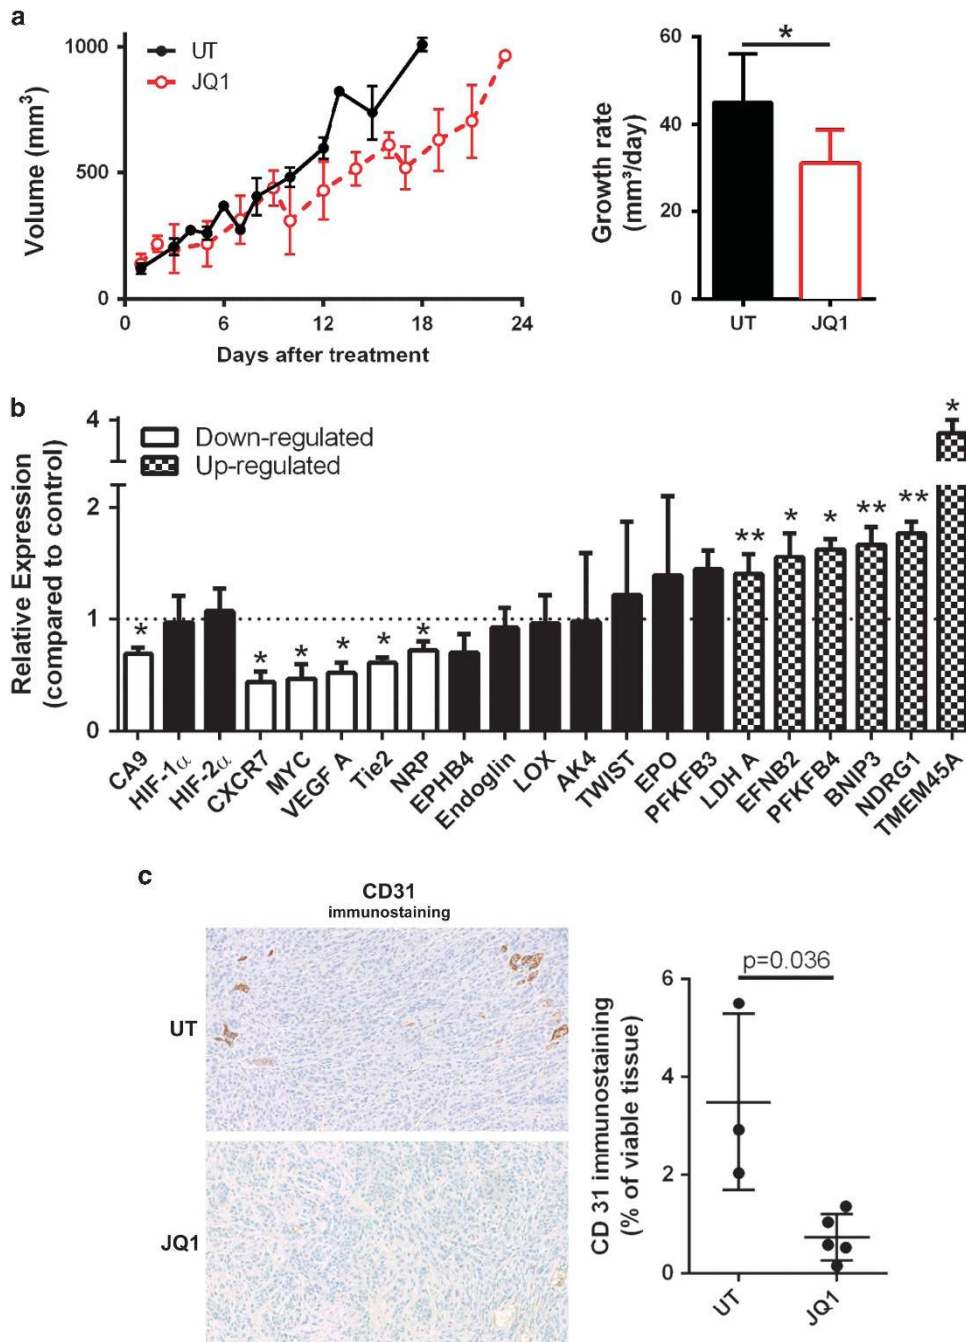 a
1000
500
0
Volume (mm³)
UT
JQ1
0 6 12 18 24
Days after treatment
60
40
20
0
Growth rate
(mm³/day)
*
UT JQ1
b
4
2
1
0
Relative Expression
(compared to control)
Down-regulated
Up-regulated
* * * * * * ** * * ** ** *
CA9
HIF-1α
HIF-2α
CXCR7
MYC
VEGF A
Tie2
NRP
EPHB4
Endoglin
LOX
AK4
TWIST
EPO
PFKFB3
LDH A
EFNB2
PFKFB4
BNIP3
NDRG1
TMEM45A
c
CD31
immunostaining
UT
JQ1
p=0.036
6
4
2
0
CD 31 immunostaining
(% of viable tissue)
UT
JQ1